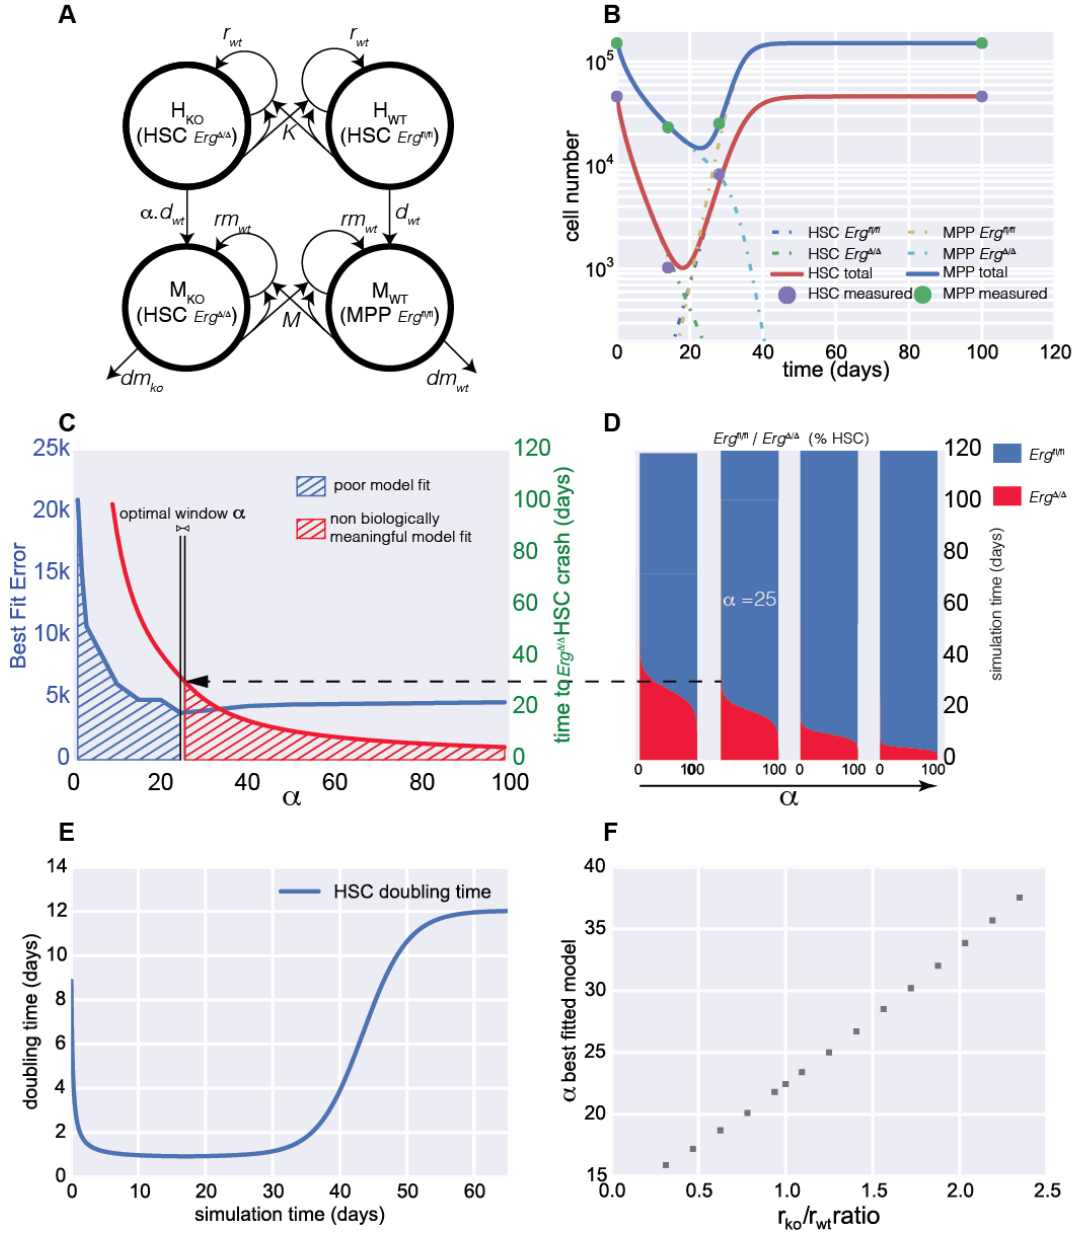 A
r_wt
r_wt
H_KO
(HSC Erg^Δ/Δ)
H_WT
(HSC Erg^fl/fl)
K
α.d_wt
rm_wt
rm_wt
d_wt
M_KO
(HSC Erg^Δ/Δ)
M_WT
(MPP Erg^fl/fl)
M
dm_ko
dm_wt
B
cell number
10^5
10^4
10^3
HSC Erg^fl/fl
MPP Erg^fl/fl
HSC Erg^Δ/Δ
MPP Erg^Δ/Δ
HSC total
MPP total
HSC measured
MPP measured
0 20 40 60 80 100 120
time (days)
C
Best Fit Error
25k
20k
15k
10k
5k
0
poor model fit
non biologically
meaningful model fit
optimal window α
120
100
80
60
40
20
0
time to Erg^Δ/Δ HSC crash (days)
0 20 40 60 80 100
α
D
Erg^fl/fl / Erg^Δ/Δ (% HSC)
α =25
Erg^fl/fl
Erg^Δ/Δ
120
100
80
60
40
20
0
simulation time (days)
0 100 0 100 0 100 0 100
α
E
doubling time (days)
14
12
10
8
6
4
2
0
HSC doubling time
0 10 20 30 40 50 60
simulation time (days)
F
α best fitted model
40
35
30
25
20
15
0.0 0.5 1.0 1.5 2.0 2.5
r_ko/r_wt ratio